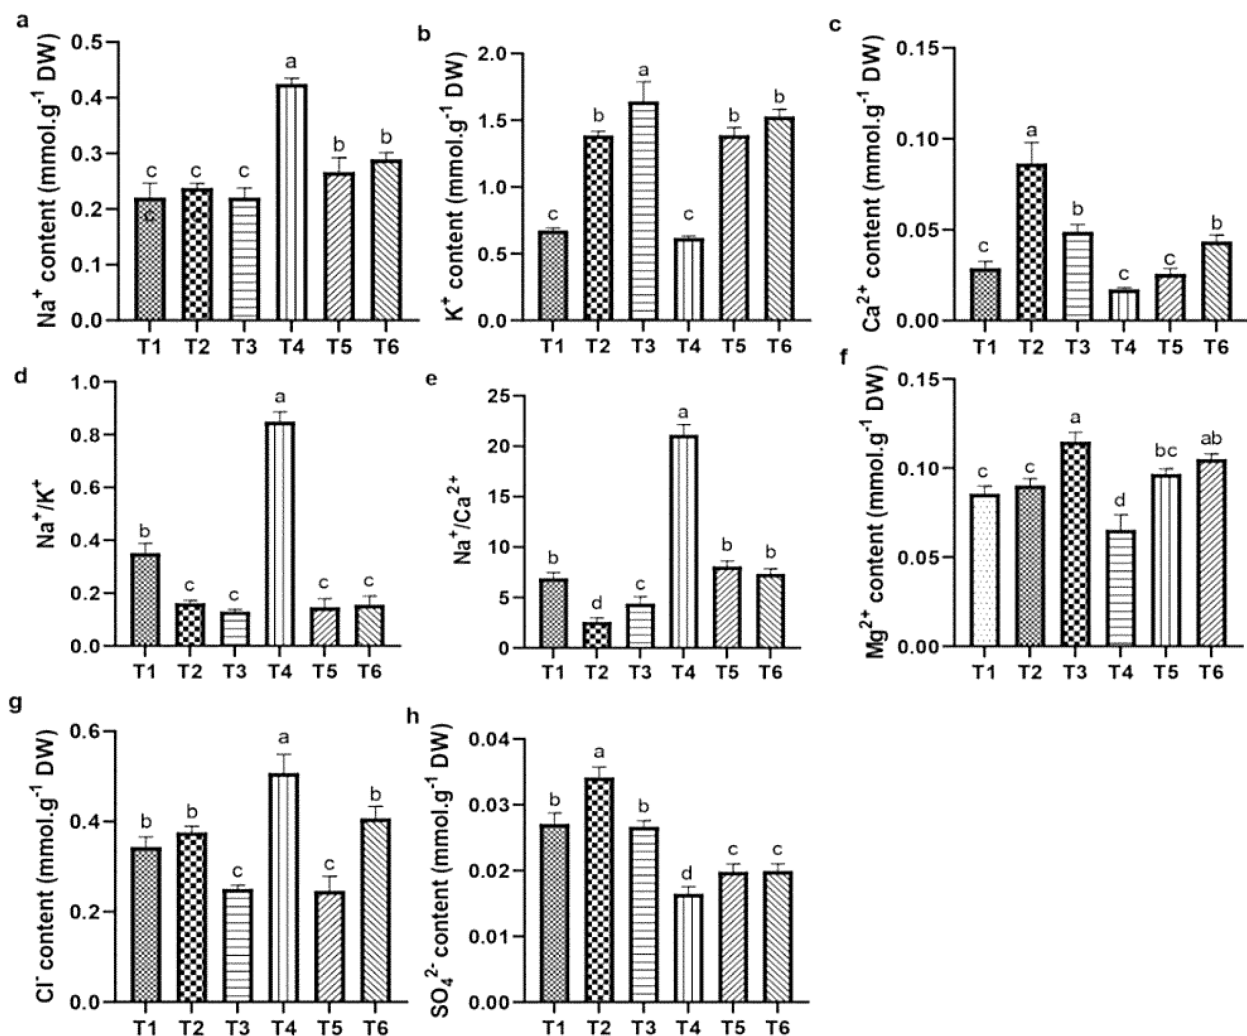 a
Na⁺ content (mmol.g⁻¹ DW)
0.5
0.4
0.3
0.2
0.1
0.0
c
c
c
c
a
b
b
T1 T2 T3 T4 T5 T6
b
K⁺ content (mmol.g⁻¹ DW)
2.0
1.5
1.0
0.5
0.0
c
b
a
c
b
b
T1 T2 T3 T4 T5 T6
c
Ca²⁺ content (mmol.g⁻¹ DW)
0.15
0.10
0.05
0.00
c
a
b
c
c
b
T1 T2 T3 T4 T5 T6
d
Na⁺/K⁺
1.0
0.8
0.6
0.4
0.2
0.0
b
c
c
a
c
c
T1 T2 T3 T4 T5 T6
e
Na⁺/Ca²⁺
25
20
15
10
5
0
b
d
c
a
b
b
T1 T2 T3 T4 T5 T6
f
Mg²⁺ content (mmol.g⁻¹ DW)
0.15
0.10
0.05
0.00
c
c
a
d
bc
ab
T1 T2 T3 T4 T5 T6
g
Cl⁻ content (mmol.g⁻¹ DW)
0.6
0.4
0.2
0.0
b
b
c
a
c
b
T1 T2 T3 T4 T5 T6
h
SO₄²⁻ content (mmol.g⁻¹ DW)
0.04
0.03
0.02
0.01
0.00
b
a
b
d
c
c
T1 T2 T3 T4 T5 T6